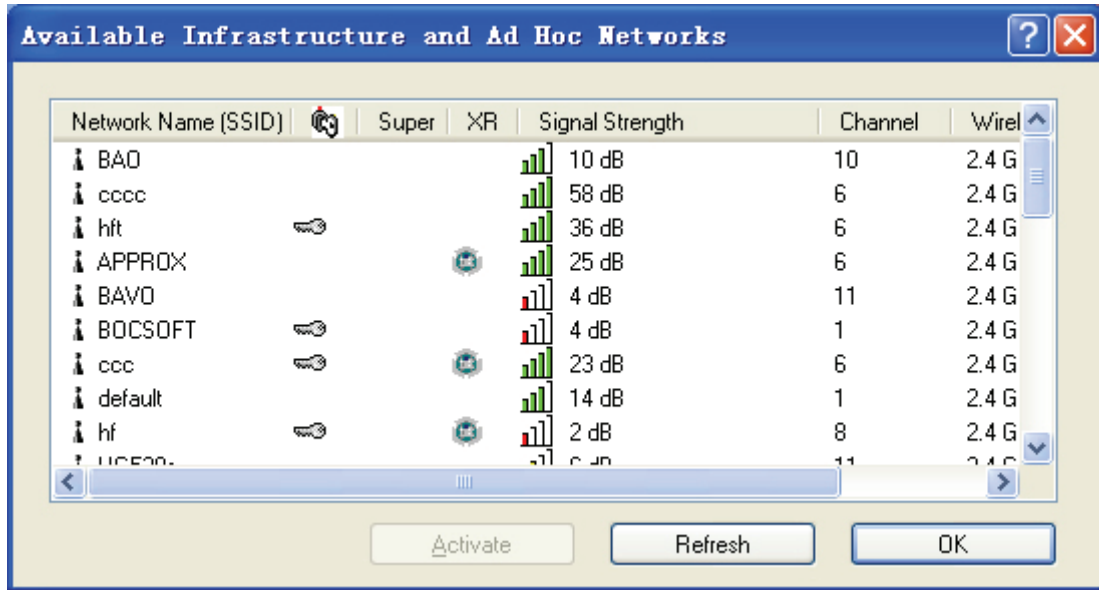 Available Infrastructure and Ad Hoc Networks
Network Name (SSID) Super XR Signal Strength Channel Wirel
BAO 10 dB 10 2.4 G
cccc 58 dB 6 2.4 G
hft 36 dB 6 2.4 G
APPROX 25 dB 6 2.4 G
BAVO 4 dB 11 2.4 G
BOCSOFT 4 dB 1 2.4 G
ccc 23 dB 6 2.4 G
default 14 dB 1 2.4 G
hf 2 dB 8 2.4 G
Activate Refresh OK